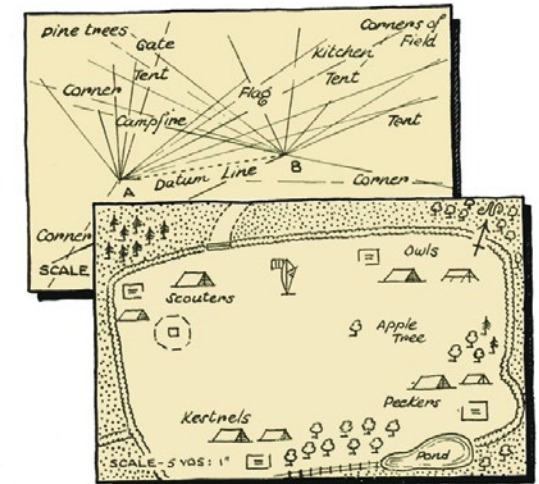 Pine trees
Gate
Corners of
Field
Kitchen
Tent
Tent
Corner
Flag
Campfire
Tent
A
Datum Line
B
Corner
Corner
SCALE
N
Owls
Scouters
Apple
Tree
Peekers
Kestrels
SCALE-5 YDS: 1"
Pond